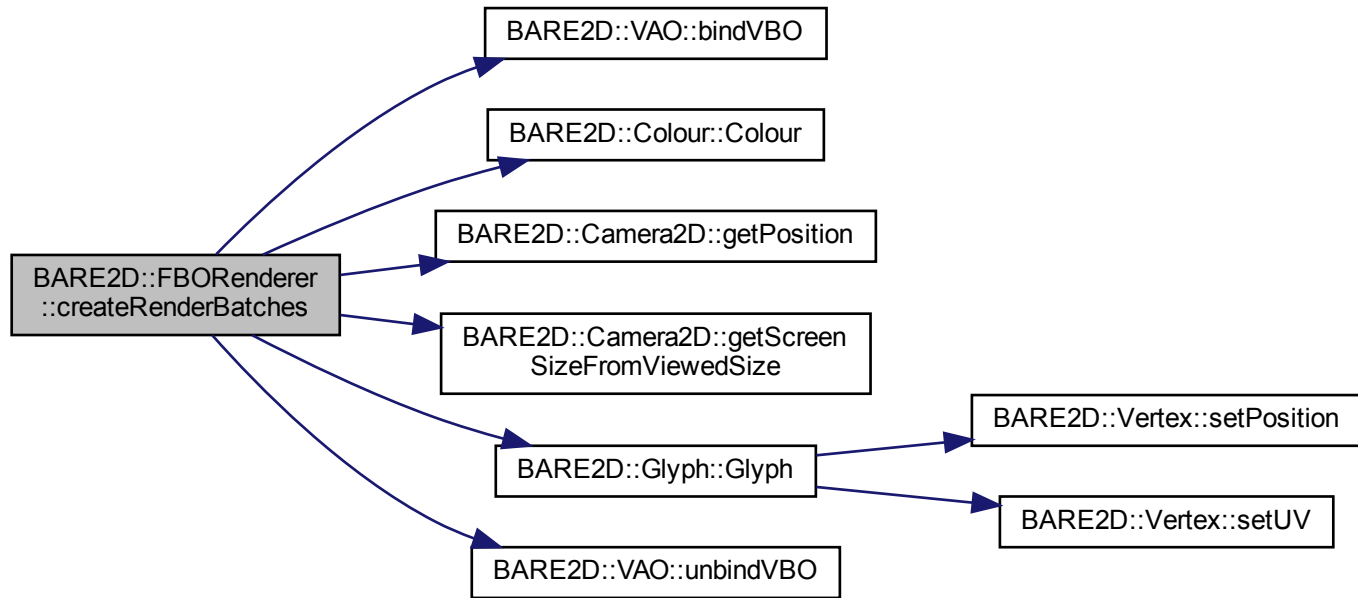 BARE2D::VAO::bindVBO
BARE2D::Colour::Colour
BARE2D::Camera2D::getPosition
BARE2D::FBORenderer
::createRenderBatches
BARE2D::Camera2D::getScreen
SizeFromViewedSize
BARE2D::Vertex::setPosition
BARE2D::Glyph::Glyph
BARE2D::Vertex::setUV
BARE2D::VAO::unbindVBO